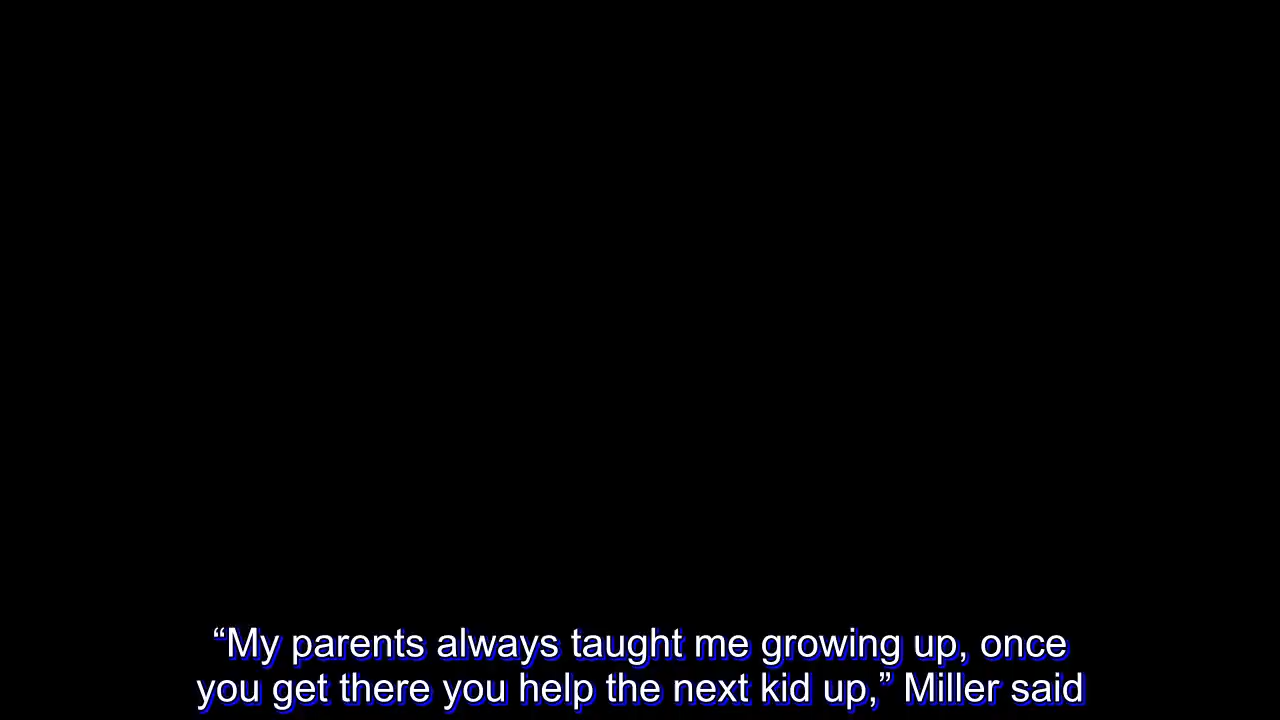 “My parents always taught me growing up, once
you get there you help the next kid up,” Miller said